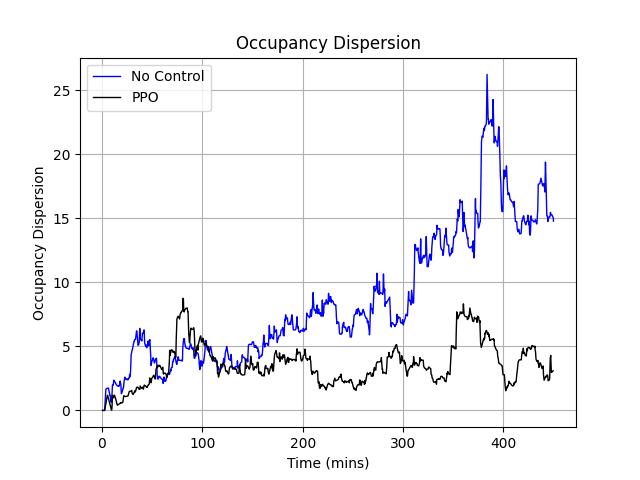 Occupancy Dispersion
No Control
PPO
Occupancy Dispersion
25
20
15
10
5
0
0 100 200 300 400
Time (mins)